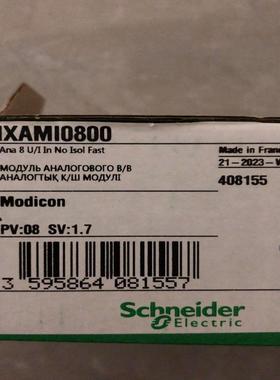 IXAMI0800
Ana 8 U/I In No Isol Fast
Made in France
21-2023-W
МОДУЛЬ АНАЛОГОВОГО В/В
АНАЛОГТЫҚ К/Ш МОДУЛІ
408155
Modicon
PV:08 SV:1.7
3 595864 081557
Schneider
Electric